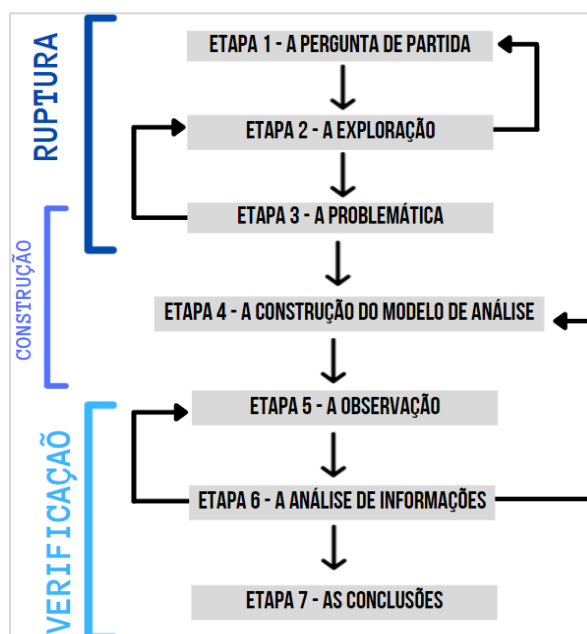 RUPTURA
ETAPA 1 - A PERGUNTA DE PARTIDA
ETAPA 2 - A EXPLORAÇÃO
ETAPA 3 - A PROBLEMÁTICA
CONSTRUÇÃO
ETAPA 4 - A CONSTRUÇÃO DO MODELO DE ANÁLISE
VERIFICAÇÃO
ETAPA 5 - A OBSERVAÇÃO
ETAPA 6 - A ANÁLISE DE INFORMAÇÕES
ETAPA 7 - AS CONCLUSÕES